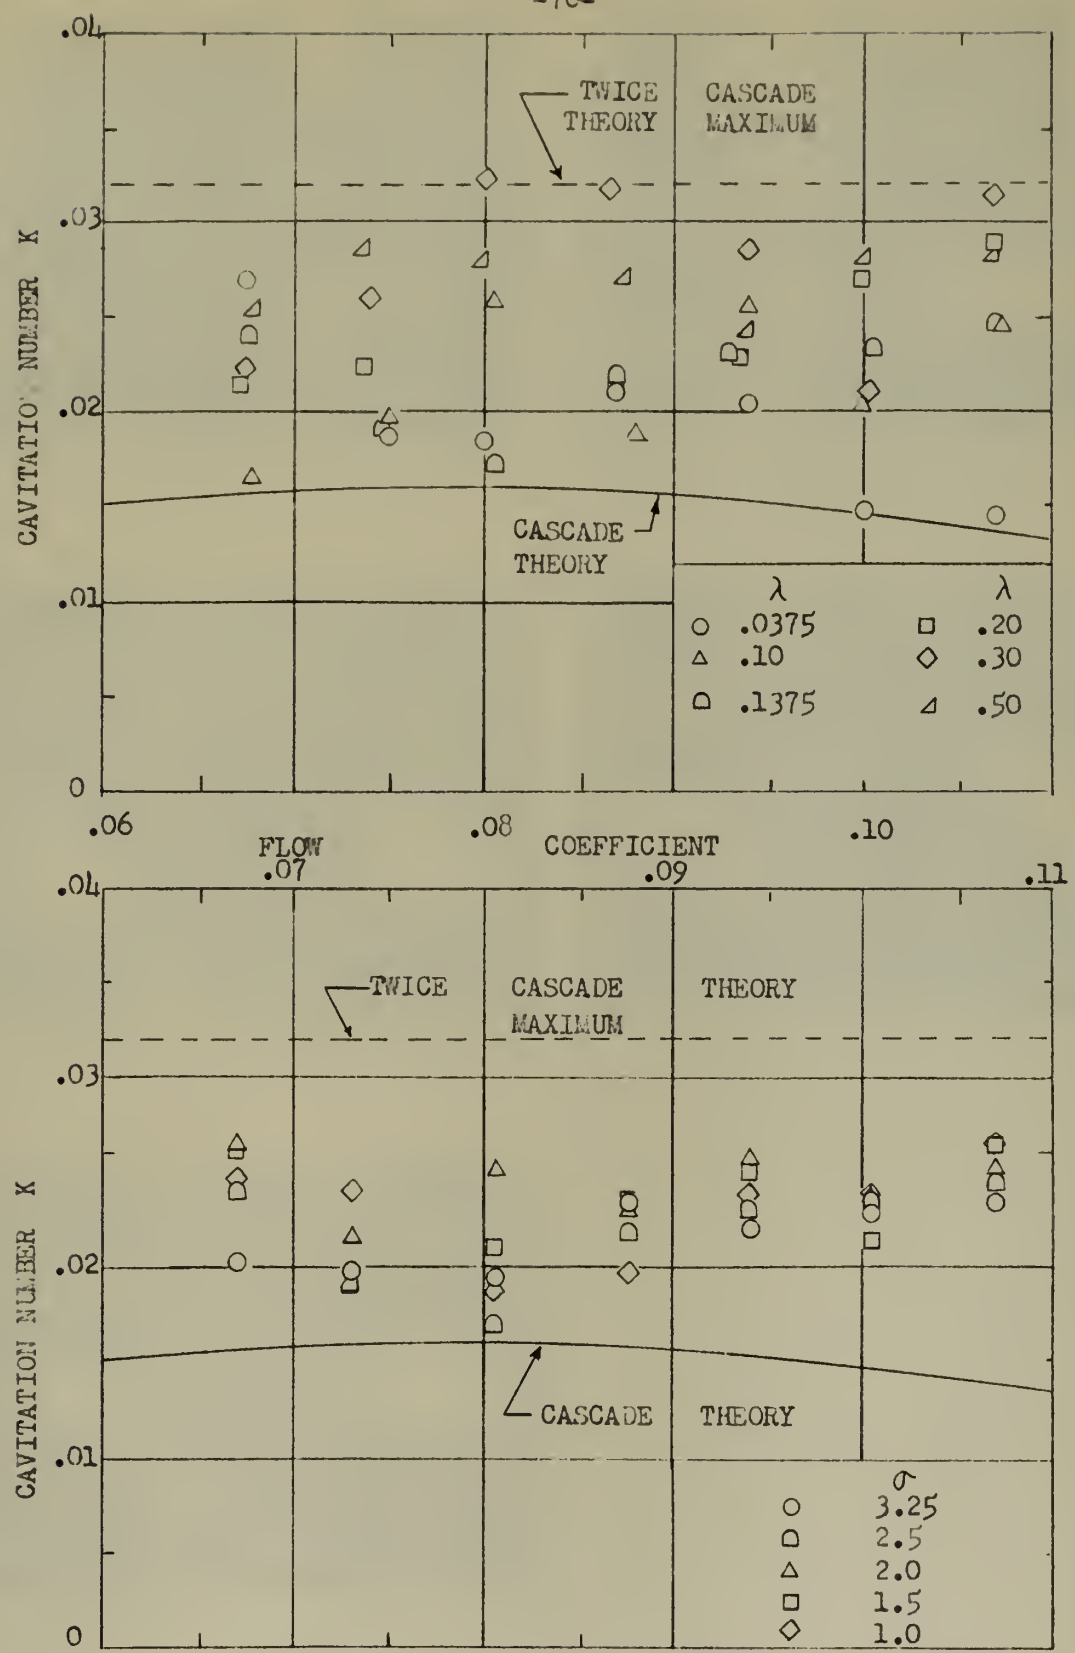 -76-
.04
TWICE CASCADE
THEORY MAXIMUM
.03
CAVITATION NUMBER K
.02
CASCADE
THEORY
.01
λ λ
○ .0375 □ .20
△ .10 ◇ .30
.1375 .50
0
.06 .08 .10
FLOW COEFFICIENT
.07 .09 .11
.04
TWICE CASCADE THEORY
MAXIMUM
.03
CAVITATION NUMBER K
.02
CASCADE THEORY
.01
σ
3.25
2.5
2.0
1.5
1.0
0